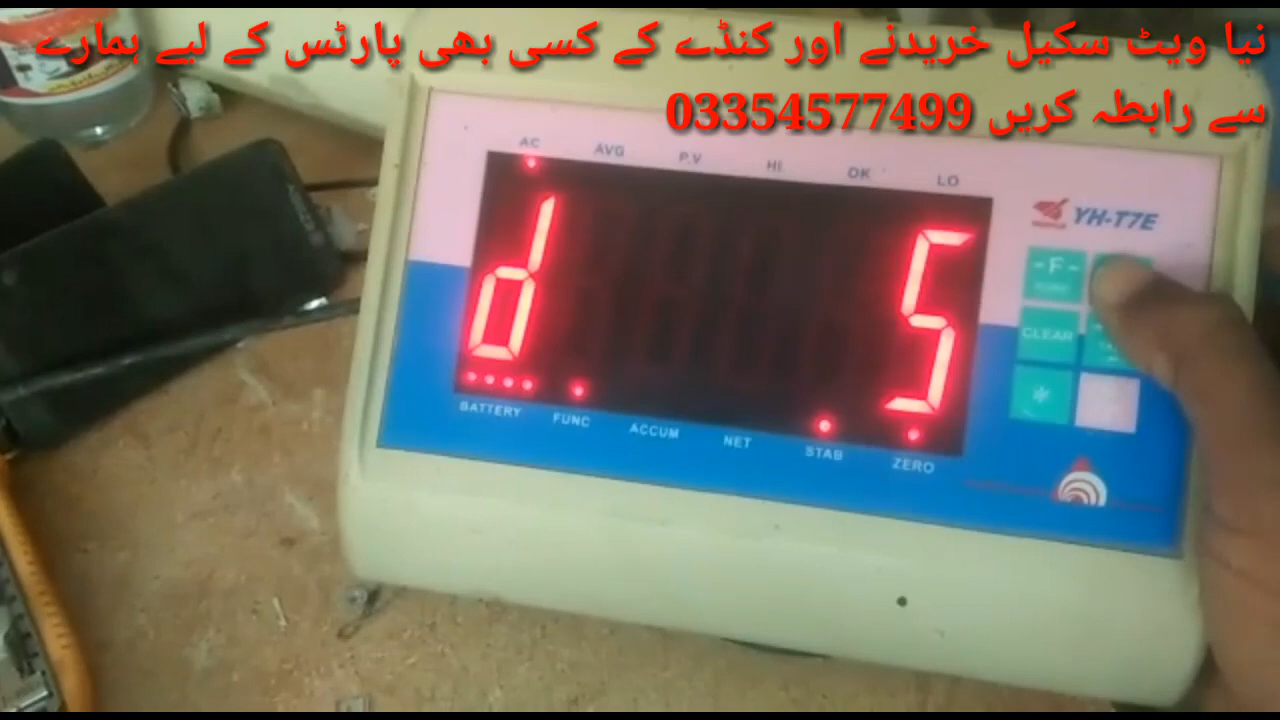 نیا ویٹ سکیل خریدنے اور کنڈے کے کسی بھی پارٹس کے لیے ہمارے
سے رابطہ کریں 03354577499
AC AVG P.V HI OK LO
YH-T7E
d 5
- F -
CLEAR
*
BATTERY FUNC ACCUM NET STAB ZERO